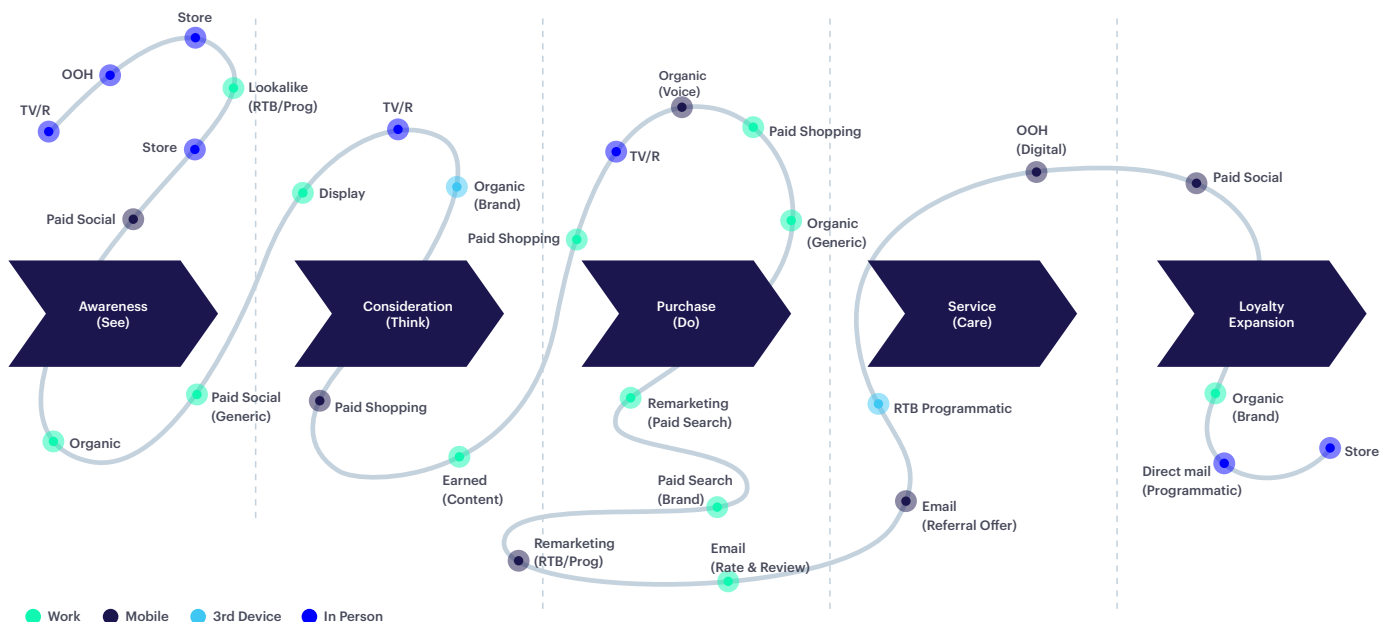 Store
OOH
TV/R
Lookalike
(RTB/Prog)
Store
Paid Social
Awareness
(See)
Organic
Paid Social
(Generic)
Display
TV/R
Organic
(Brand)
Consideration
(Think)
Paid Shopping
Earned
(Content)
Paid Shopping
TV/R
Organic
(Voice)
Paid Shopping
Organic
(Generic)
Purchase
(Do)
Remarketing
(Paid Search)
Paid Search
(Brand)
Remarketing
(RTB/Prog)
Email
(Rate & Review)
Email
(Referral Offer)
RTB Programmatic
Service
(Care)
OOH
(Digital)
Paid Social
Loyalty
Expansion
Organic
(Brand)
Direct mail
(Programmatic)
Store
Work
Mobile
3rd Device
In Person